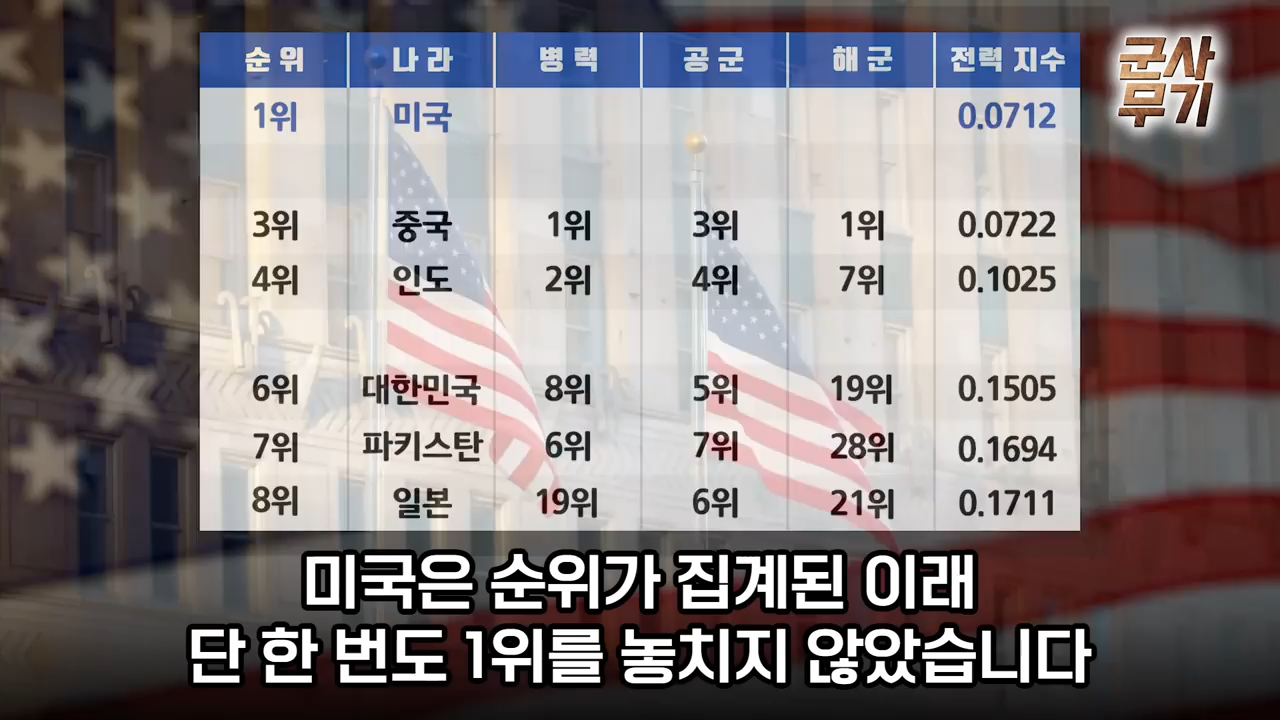 순위 나라 병력 공군 해군 전력 지수
1위 미국 0.0712
3위 중국 1위 3위 1위 0.0722
4위 인도 2위 4위 7위 0.1025
6위 대한민국 8위 5위 19위 0.1505
7위 파키스탄 6위 7위 28위 0.1694
8위 일본 19위 6위 21위 0.1711
군사
무기
미국은 순위가 집계된 이래
단 한 번도 1위를 놓치지 않았습니다